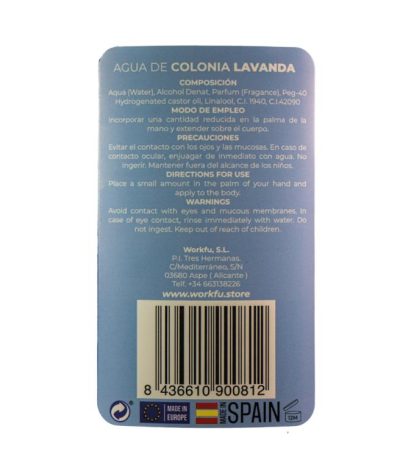 AGUA DE COLONIA LAVANDA
COMPOSICIÓN
Aqua (Water), Alcohol Denat, Parfum (Fragance), Peg-40
Hydrogenated castor oli, Linalool, C.I. 1940, C.I.42090
MODO DE EMPLEO
Incorporar una cantidad reducida en la palma de la
mano y extender sobre el cuerpo.
PRECAUCIONES
Evitar el contacto con los ojos y las mucosas. En caso de
contacto ocular, enjuagar de inmediato con agua. No
ingerir. Mantener fuera del alcance de los niños.
DIRECTIONS FOR USE
Place a small amount in the palm of your hand and
apply to the body.
WARNINGS
Avoid contact with eyes and mucous membranes. In
case of eye contact, rinse immediately with water. Do
not ingest. Keep out of reach of children.
Workfu, S.L.
P.I. Tres Hermanas.
C/Mediterráneo, S/N
03680 Aspe ( Alicante )
Telf. +34 663138226
www.workfu.store
8 436610 900812
MADE IN
EUROPE
MADE IN
SPAIN
12M